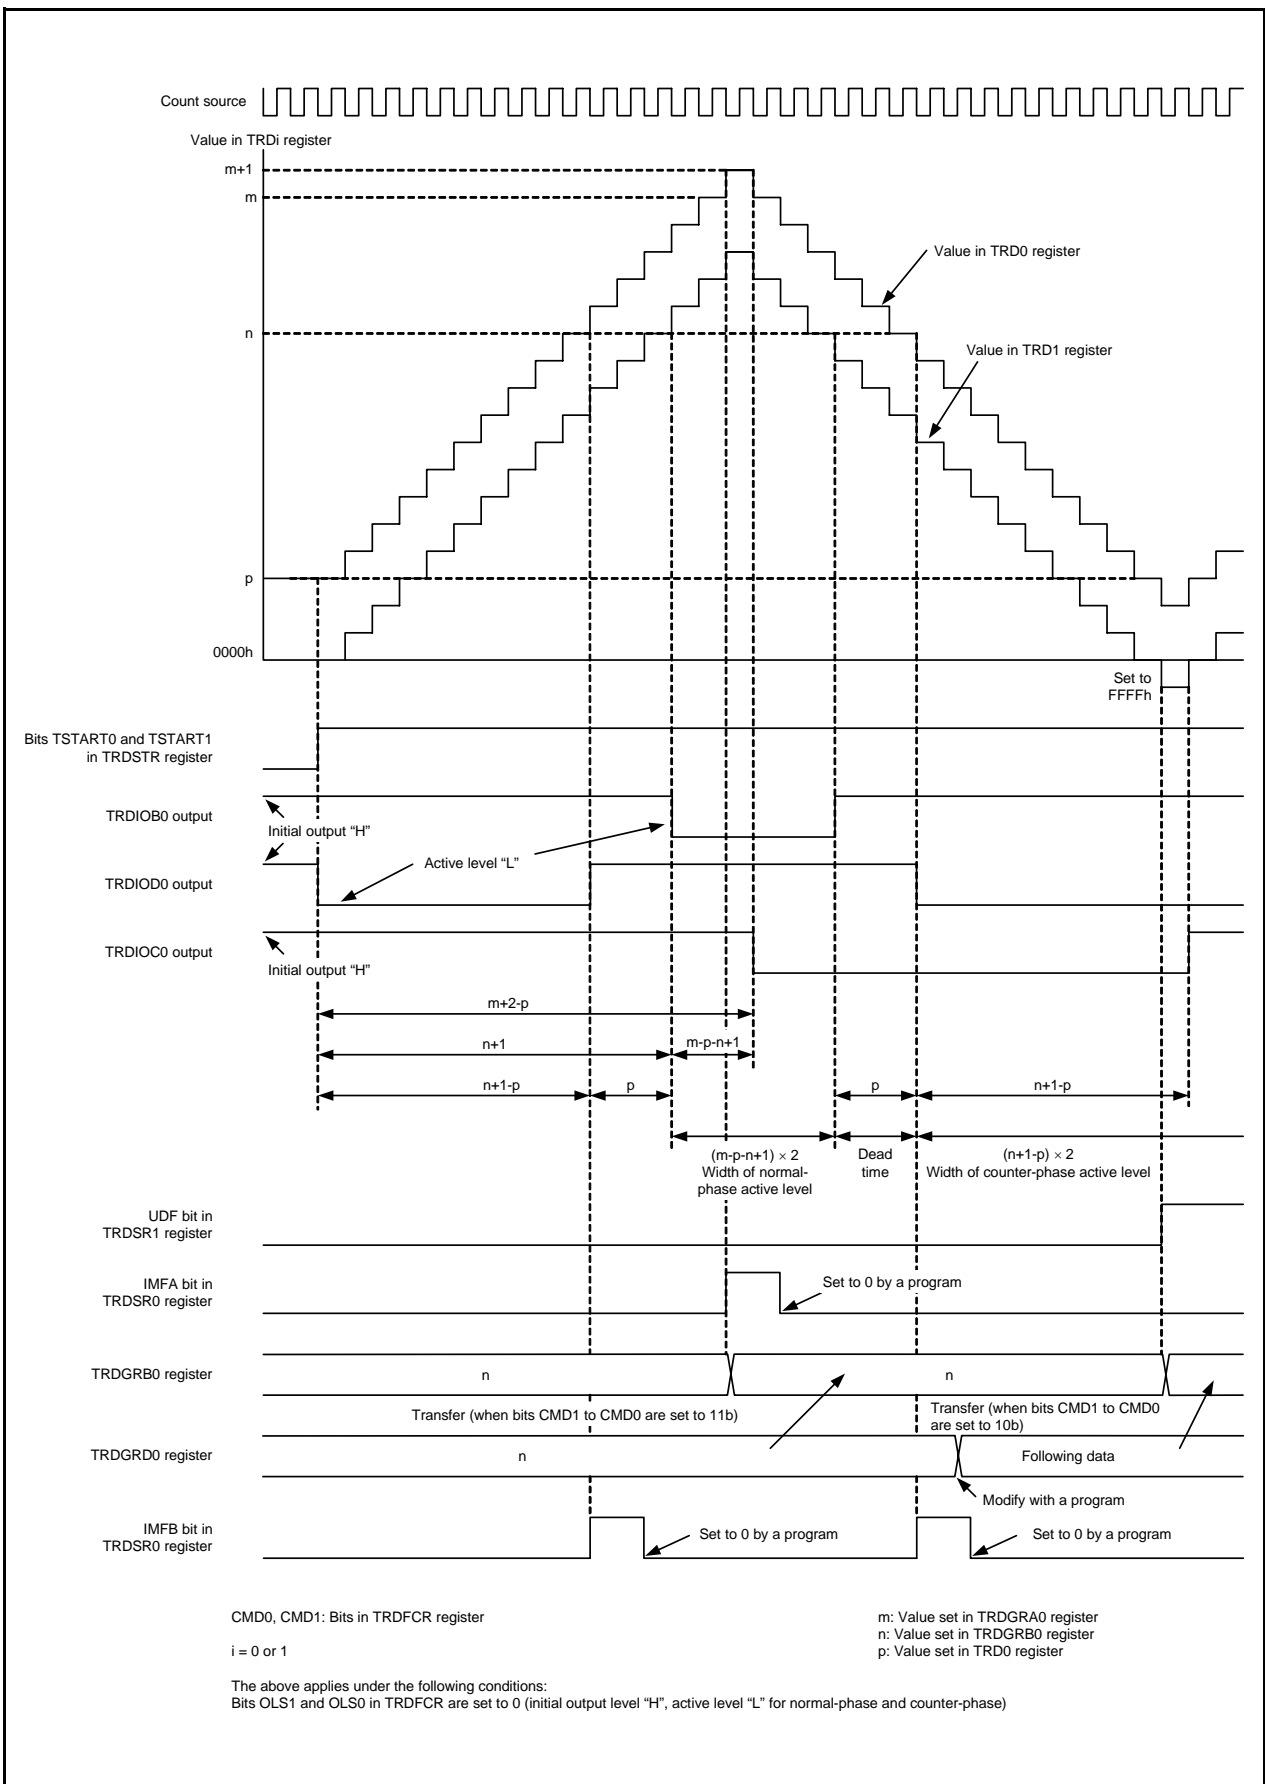 Count source
Value in TRDi register
m+1
m
Value in TRD0 register
n
Value in TRD1 register
p
0000h
Set to
FFFFh
Bits TSTART0 and TSTART1
in TRDSTR register
TRDIOB0 output
Initial output “H”
Active level “L”
TRDIOD0 output
TRDIOC0 output
Initial output “H”
m+2-p
n+1
m-p-n+1
n+1-p
p
p
n+1-p
(m-p-n+1) × 2
Width of normal-
phase active level
Dead
time
(n+1-p) × 2
Width of counter-phase active level
UDF bit in
TRDSR1 register
IMFA bit in
TRDSR0 register
Set to 0 by a program
TRDGRB0 register
n
n
Transfer (when bits CMD1 to CMD0 are set to 11b)
Transfer (when bits CMD1 to CMD0
are set to 10b)
TRDGRD0 register
n
Following data
Modify with a program
IMFB bit in
TRDSR0 register
Set to 0 by a program
Set to 0 by a program
CMD0, CMD1: Bits in TRDFCR register
i = 0 or 1
m: Value set in TRDGRA0 register
n: Value set in TRDGRB0 register
p: Value set in TRD0 register
The above applies under the following conditions:
Bits OLS1 and OLS0 in TRDFCR are set to 0 (initial output level “H”, active level “L” for normal-phase and counter-phase)